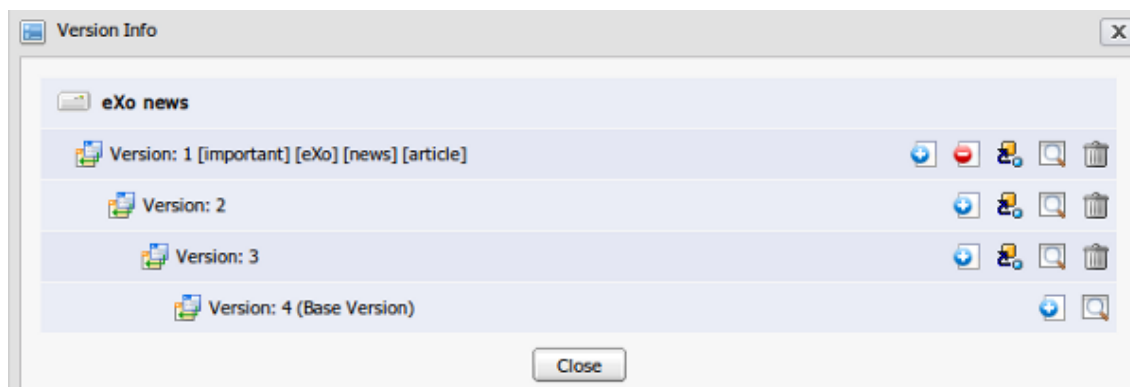 Version Info
X
eXo news
Version: 1 [important] [eXo] [news] [article]
Version: 2
Version: 3
Version: 4 (Base Version)
Close